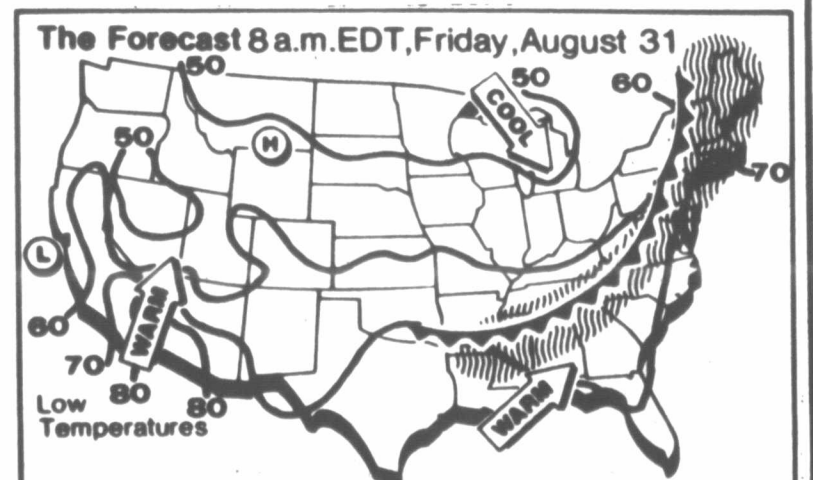 The Forecast 8 a.m. EDT, Friday, August 31
50
50
60
COOL
50
H
70
L
60
WARM
70
80
80
WARM
Low
Temperatures